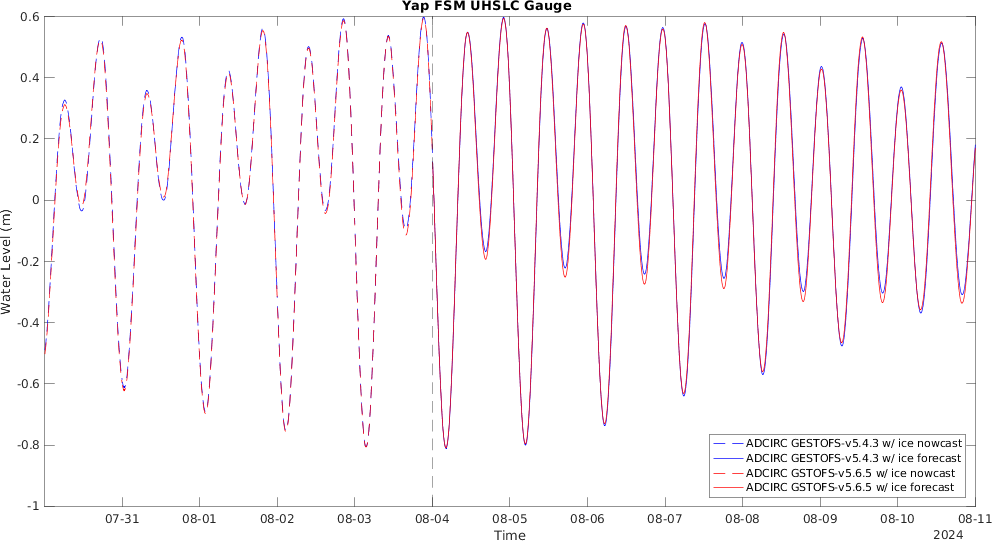 Yap FSM UHSLC Gauge
0.6
0.4
0.2
0
-0.2
-0.4
-0.6
-0.8
-1
Water Level (m)
ADCIRC GESTOFS-v5.4.3 w/ ice nowcast
ADCIRC GESTOFS-v5.4.3 w/ ice forecast
ADCIRC GSTOFS-v5.6.5 w/ ice nowcast
ADCIRC GSTOFS-v5.6.5 w/ ice forecast
07-31 08-01 08-02 08-03 08-04 08-05 08-06 08-07 08-08 08-09 08-10 08-11
Time
2024